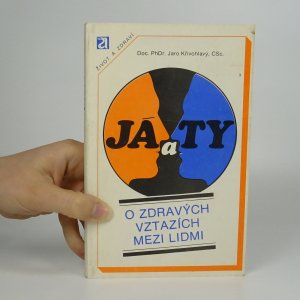 ŽIVOT A ZDRAVÍ
Doc. PhDr. Jaro Křivohlavý, CSc.
JÁ a TY
O ZDRAVÝCH
VZTAZÍCH
MEZI LIDMI